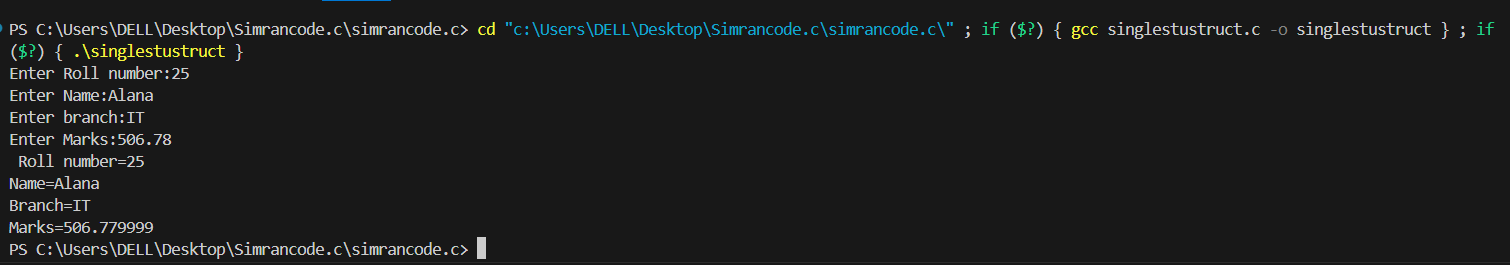 PS C:\Users\DELL\Desktop\Simrancode.c\simrancode.c> cd "c:\Users\DELL\Desktop\Simrancode.c\simrancode.c\" ; if ($?) { gcc singlestustruct.c -o singlestustruct } ; if
($?) { .\singlestustruct }
Enter Roll number:25
Enter Name:Alana
Enter branch:IT
Enter Marks:506.78
 Roll number=25
Name=Alana
Branch=IT
Marks=506.779999
PS C:\Users\DELL\Desktop\Simrancode.c\simrancode.c>